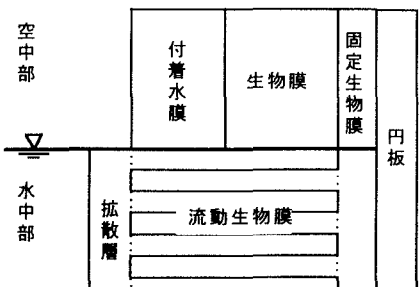 空中部
付着水膜
生物膜
固定生物膜
円板
水中部
拡散層
流動生物膜